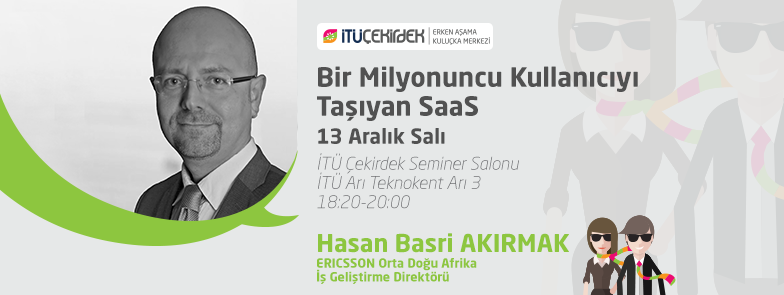 İTÜÇEKİRDEK
ERKEN AŞAMA
KULUÇKA MERKEZİ
Bir Milyonuncu Kullanıcıyı
Taşıyan SaaS
13 Aralık Salı
İTÜ Çekirdek Seminer Salonu
İTÜ Arı Teknokent Arı 3
18:20-20:00
Hasan Basri AKIRMAK
ERICSSON Orta Doğu Afrika
İş Geliştirme Direktörü